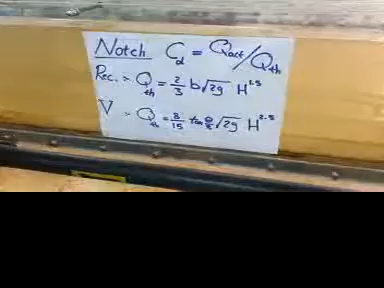 Notch Cd = Qact/Qth
Rec. → Qth = 2/3 b√2g H^1.5
V → Qth = 8/15 tan θ/2 √2g H^2.5